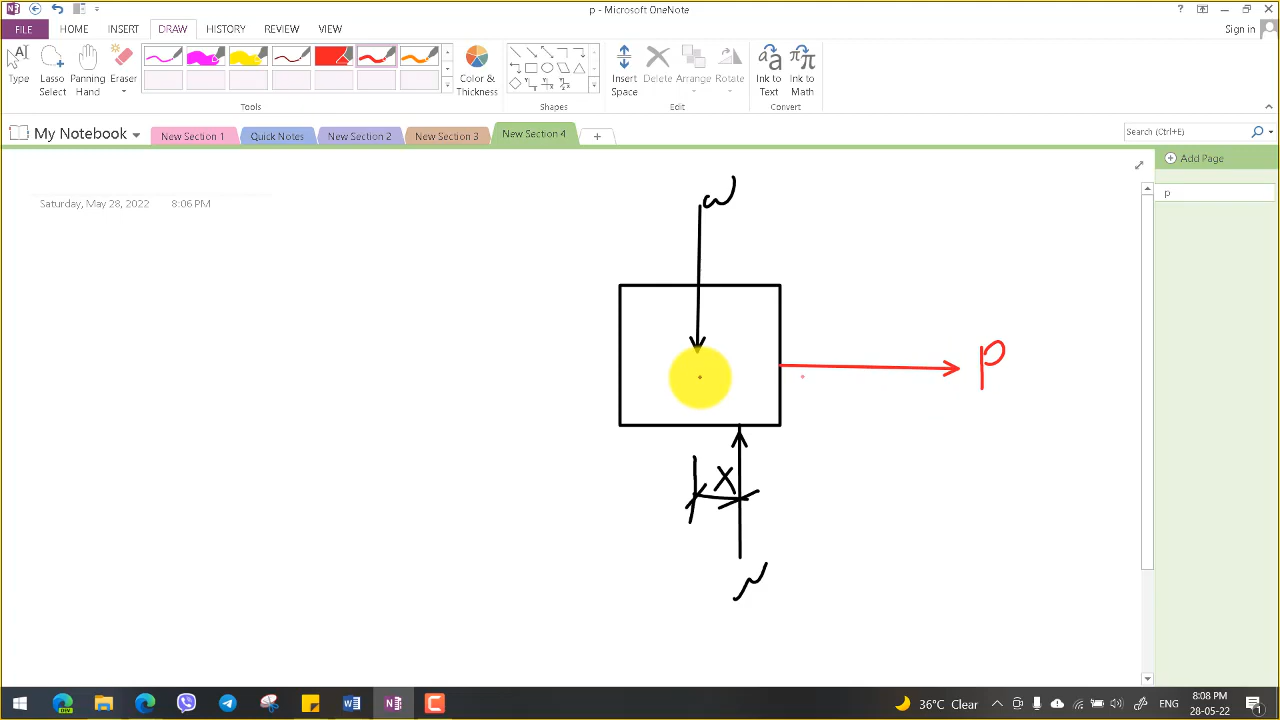 p - Microsoft OneNote
? 
Sign in
FILE HOME INSERT DRAW HISTORY REVIEW VIEW
Type
Lasso Select
Panning Hand
Eraser
Color & Thickness
Insert Space
Delete
Arrange
Rotate
Ink to Text
Ink to Math
Tools
Shapes
Edit
Convert
My Notebook
New Section 1
Quick Notes
New Section 2
New Section 3
New Section 4
Search (Ctrl+E)
Add Page
p
Saturday, May 28, 2022 8:06 PM
W
P
X
N
36°C Clear
ENG
8:08 PM
28-05-22